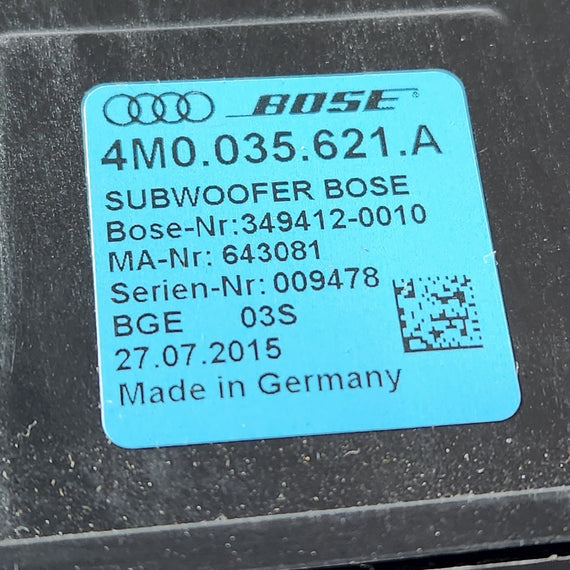 BOSE®
4M0.035.621.A
SUBWOOFER BOSE
Bose-Nr:349412-0010
MA-Nr: 643081
Serien-Nr: 009478
BGE 03S
27.07.2015
Made in Germany